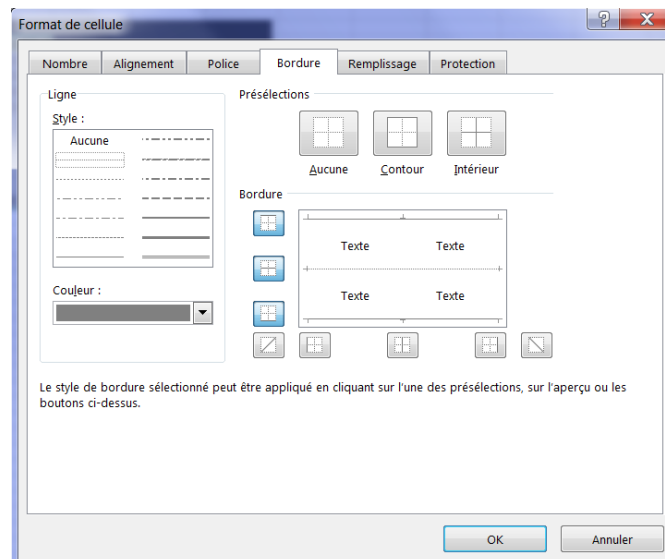 Format de cellule
Nombre Alignement Police Bordure Remplissage Protection
Ligne
Style :
Aucune
Couleur :
Présélections
Aucune Contour Intérieur
Bordure
Texte Texte
Texte Texte
Le style de bordure sélectionné peut être appliqué en cliquant sur l'une des présélections, sur l'aperçu ou les
boutons ci-dessus.
OK Annuler